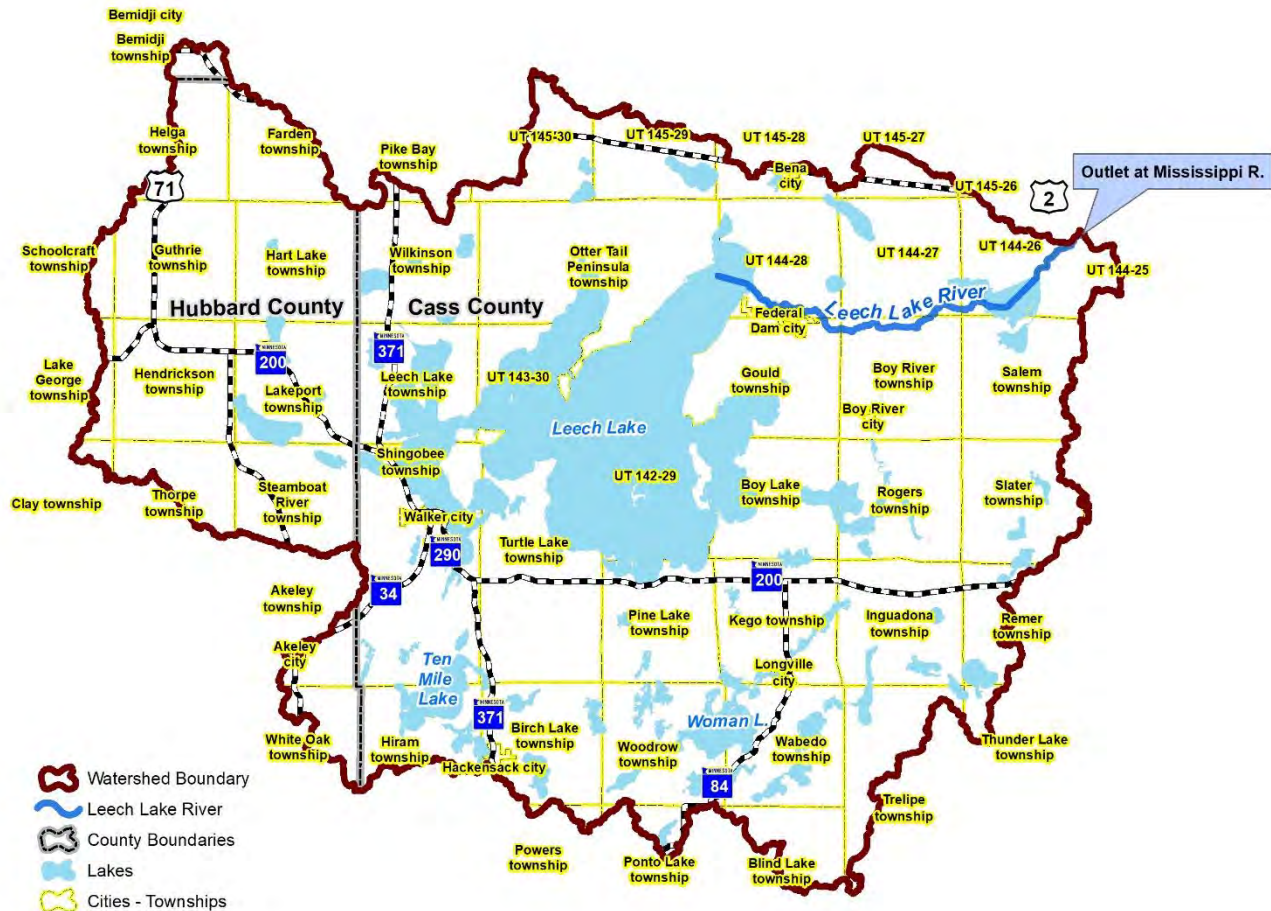 Bemidji city
Bemidji
township
Helga
township
Farden
township
Pike Bay
township
UT 145-30
UT 145-29
UT 145-28
UT 145-27
Bena
city
UT 145-26
2
Outlet at Mississippi R.
71
Schoolcraft
township
Guthrie
township
Hart Lake
township
Wilkinson
township
Otter Tail
Peninsula
township
UT 144-28
UT 144-27
UT 144-26
UT 144-25
Hubbard County
Cass County
Leech Lake River
Federal
Dam city
MINNESOTA
200
MINNESOTA
371
Lake
George
township
Hendrickson
township
Lakeport
township
Leech Lake
township
UT 143-30
Gould
township
Boy River
township
Salem
township
Boy River
city
Leech Lake
Shingobee
township
UT 142-29
Clay township
Thorpe
township
Steamboat
River
township
Boy Lake
township
Rogers
township
Slater
township
Walker city
MINNESOTA
290
Turtle Lake
township
MINNESOTA
200
MINNESOTA
34
Akeley
township
Akeley
city
Pine Lake
township
Kego township
Inguadona
township
Remer
township
Longville
city
Ten
Mile
Lake
MINNESOTA
371
Birch Lake
township
Woman L.
White Oak
township
Hiram
township
Hackensack city
Woodrow
township
Wabedo
township
Thunder Lake
township
MINNESOTA
84
Trelipe
township
Powers
township
Ponto Lake
township
Blind Lake
township
Watershed Boundary
Leech Lake River
County Boundaries
Lakes
Cities - Townships